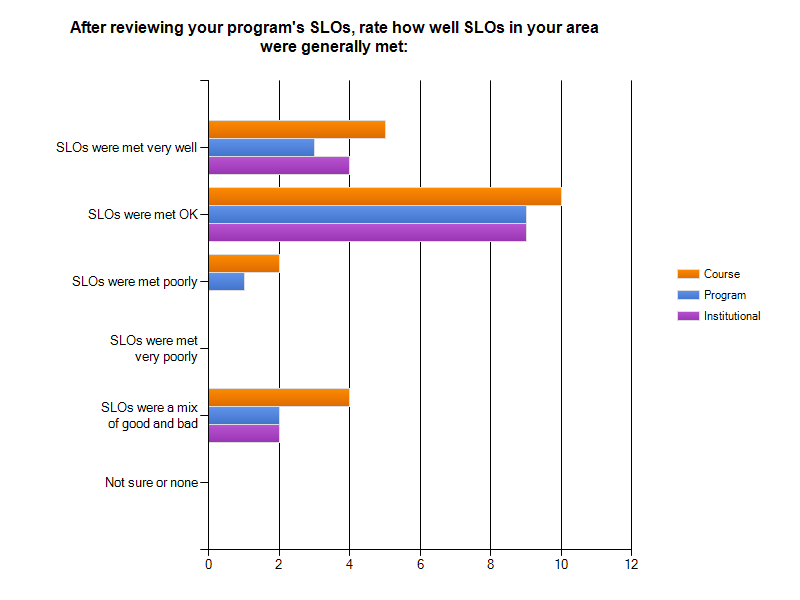 After reviewing your program's SLOs, rate how well SLOs in your area
were generally met:
SLOs were met very well
SLOs were met OK
SLOs were met poorly
SLOs were met
very poorly
SLOs were a mix
of good and bad
Not sure or none
0 2 4 6 8 10 12
Course
Program
Institutional